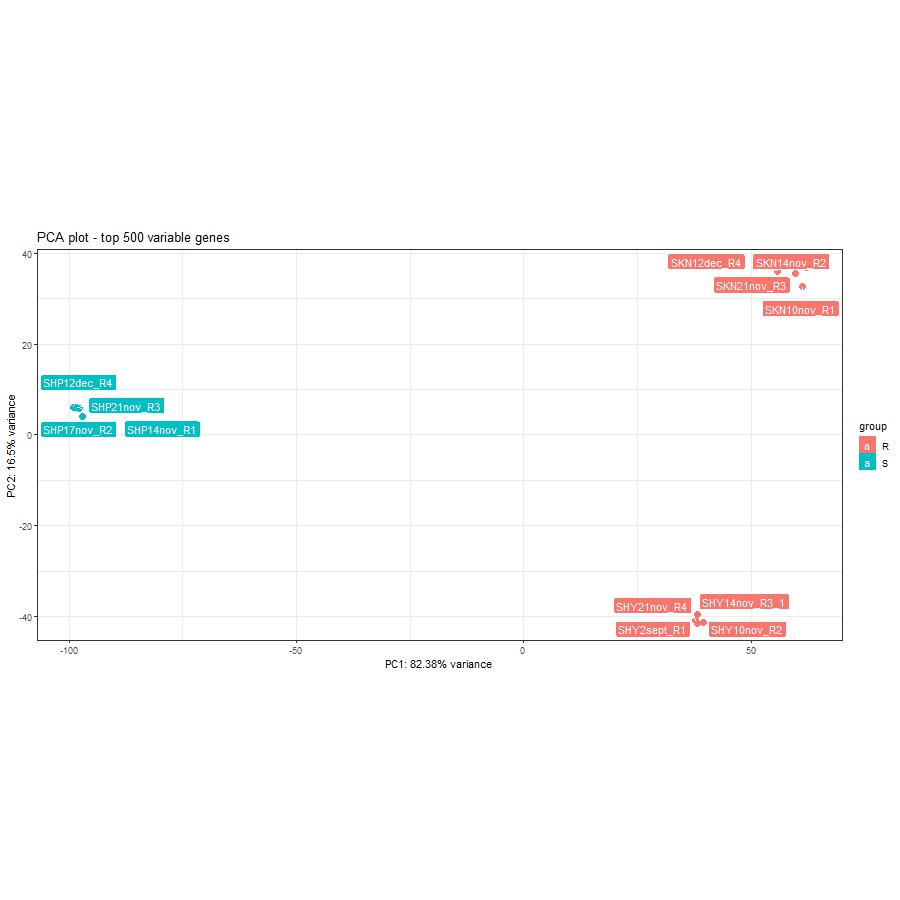 PCA plot - top 500 variable genes
40
20
0
-20
-40
PC2: 16.5% variance
SKN12dec_R4
SKN14nov_R2
SKN21nov_R3
SKN10nov_R1
SHP12dec_R4
SHP21nov_R3
SHP17nov_R2
SHP14nov_R1
SHY21nov_R4
SHY14nov_R3_1
SHY2sept_R1
SHY10nov_R2
-100
-50
0
50
PC1: 82.38% variance
group
a R
a S